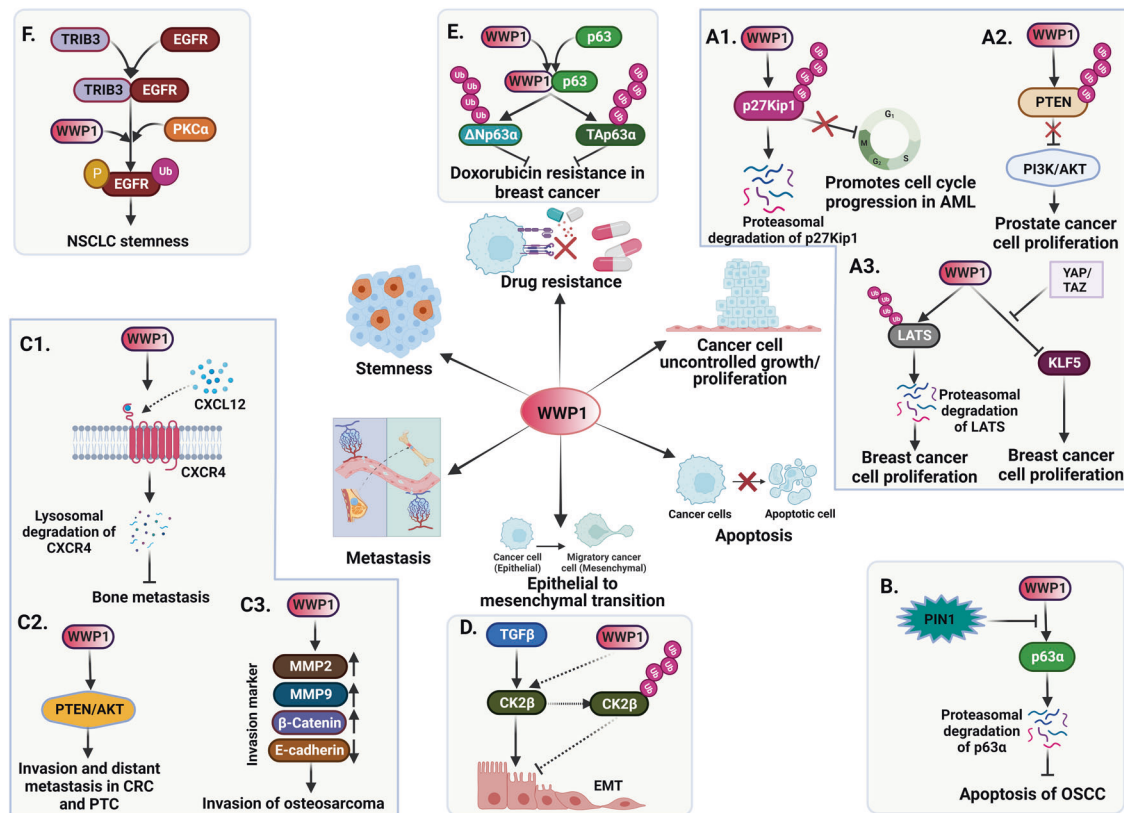 F.
TRIB3
EGFR
TRIB3
EGFR
WWP1
PKCα
P
EGFR
Ub
NSCLC stemness
E.
WWP1
p63
WWP1
p63
Ub
Ub
Ub
Ub
Ub
Ub
Ub
Ub
ΔNp63α
TAp63α
Doxorubicin resistance in
breast cancer
Drug resistance
A1.
WWP1
Ub
Ub
Ub
Ub
p27Kip1
G₁
M
G₂
S
Proteasomal
degradation of p27Kip1
Promotes cell cycle
progression in AML
A2.
WWP1
Ub
Ub
Ub
Ub
PTEN
PI3K/AKT
Prostate cancer
cell proliferation
A3.
WWP1
YAP/
TAZ
Ub
Ub
Ub
Ub
LATS
KLF5
Proteasomal
degradation
of LATS
Breast cancer
cell proliferation
Breast cancer
cell proliferation
Stemness
Cancer cell
uncontrolled growth/
proliferation
WWP1
Metastasis
Cancer cells
Apoptotic cell
Apoptosis
Cancer cell
(Epithelial)
Migratory cancer
cell (Mesenchymal)
Epithelial to
mesenchymal transition
C1.
WWP1
CXCL12
CXCR4
Lysosomal
degradation of
CXCR4
Bone metastasis
C2.
WWP1
PTEN/AKT
Invasion and distant
metastasis in CRC
and PTC
C3.
WWP1
Invasion marker
MMP2
MMP9
β-Catenin
E-cadherin
Invasion of osteosarcoma
D.
TGFβ
WWP1
Ub
Ub
Ub
Ub
CK2β
CK2β
EMT
B.
WWP1
PIN1
p63α
Proteasomal
degradation
of p63α
Apoptosis of OSCC